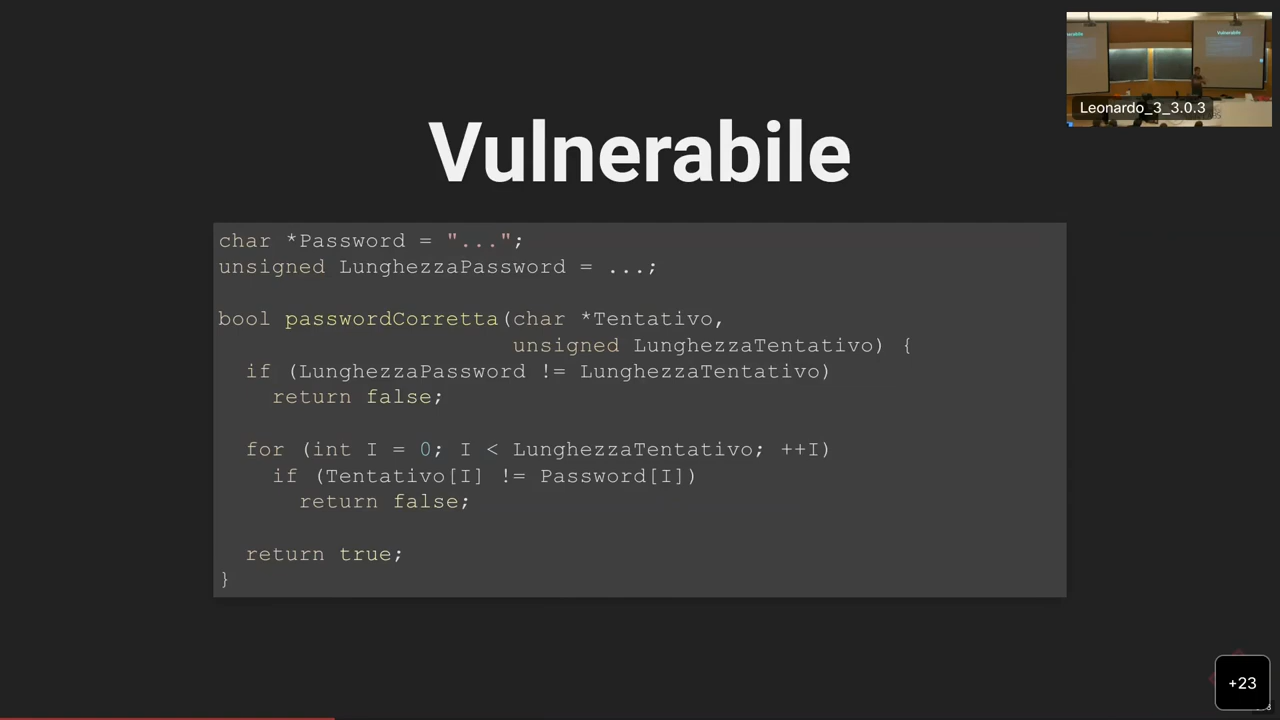 Vulnerabile
char *Password = "...";
unsigned LunghezzaPassword = ...;
bool passwordCorretta(char *Tentativo,
unsigned LunghezzaTentativo) {
if (LunghezzaPassword != LunghezzaTentativo)
return false;
for (int I = 0; I < LunghezzaTentativo; ++I)
if (Tentativo[I] != Password[I])
return false;
return true;
}
Vulnerabile
Leonardo_3_3.0.3
+23